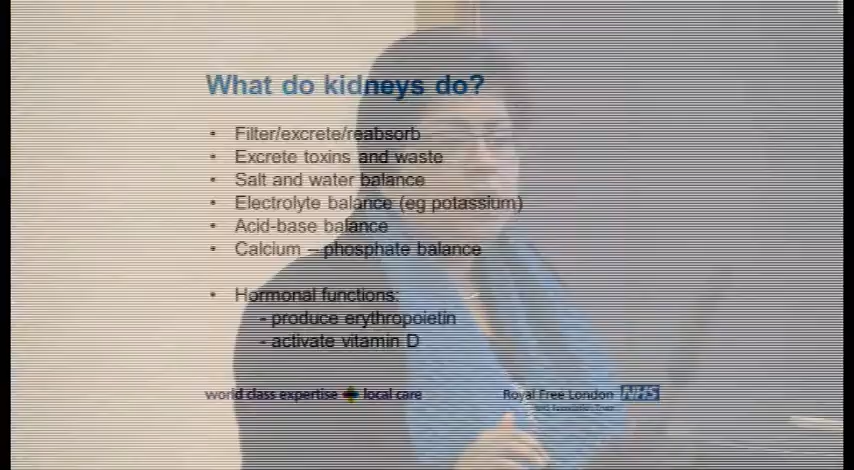 What do kidneys do?
• Filter/excrete/reabsorb
• Excrete toxins and waste
• Salt and water balance
• Electrolyte balance (eg potassium)
• Acid-base balance
• Calcium – phosphate balance
• Hormonal functions:
- produce erythropoietin
- activate vitamin D
world class expertise local care
Royal Free London NHS